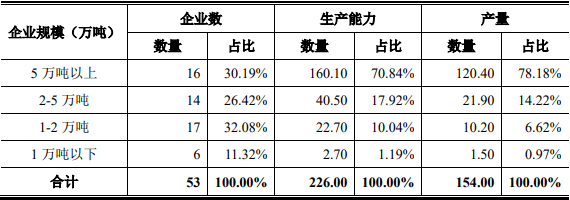 企业规模（万吨） 企业数 生产能力 产量
数量 占比 数量 占比 数量 占比
5 万吨以上 16 30.19% 160.10 70.84% 120.40 78.18%
2-5 万吨 14 26.42% 40.50 17.92% 21.90 14.22%
1-2 万吨 17 32.08% 22.70 10.04% 10.20 6.62%
1 万吨以下 6 11.32% 2.70 1.19% 1.50 0.97%
合计 53 100.00% 226.00 100.00% 154.00 100.00%